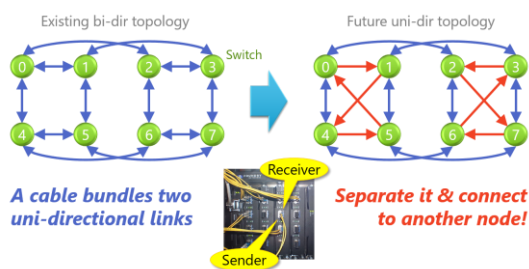 Existing bi-dir topology
Future uni-dir topology
0 1 2 3
Switch
0 1 2 3
4 5 6 7
4 5 6 7
A cable bundles two
uni-directional links
Receiver
Sender
Separate it & connect
to another node!